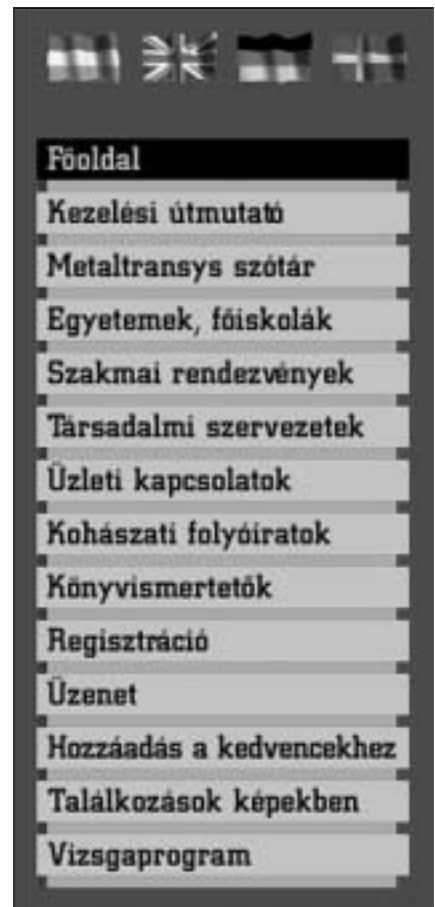 Főoldal
Kezelési útmutató
Metaltransys szótár
Egyetemek, főiskolák
Szakmai rendezvények
Társadalmi szervezetek
Üzleti kapcsolatok
Kohászati folyóiratok
Könyvismertetők
Regisztráció
Üzenet
Hozzáadás a kedvencekhez
Találkozások képekben
Vizsgaprogram